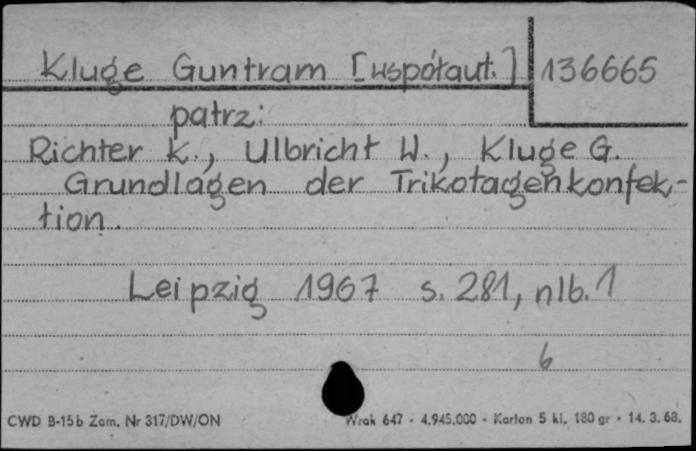 Kluge Guntram [współaut.] 136665
patrz:
Richter K., Ulbricht W., Kluge G.
Grundlagen der Trikotagenkonfek-
tion.
Leipzig 1967 s. 281, nlb. 1
6
CWD B-15b Zam. Nr 317/DW/ON Wrak 647 - 4.945.000 - Karton 5 kl. 180 gr - 14. 3. 68.